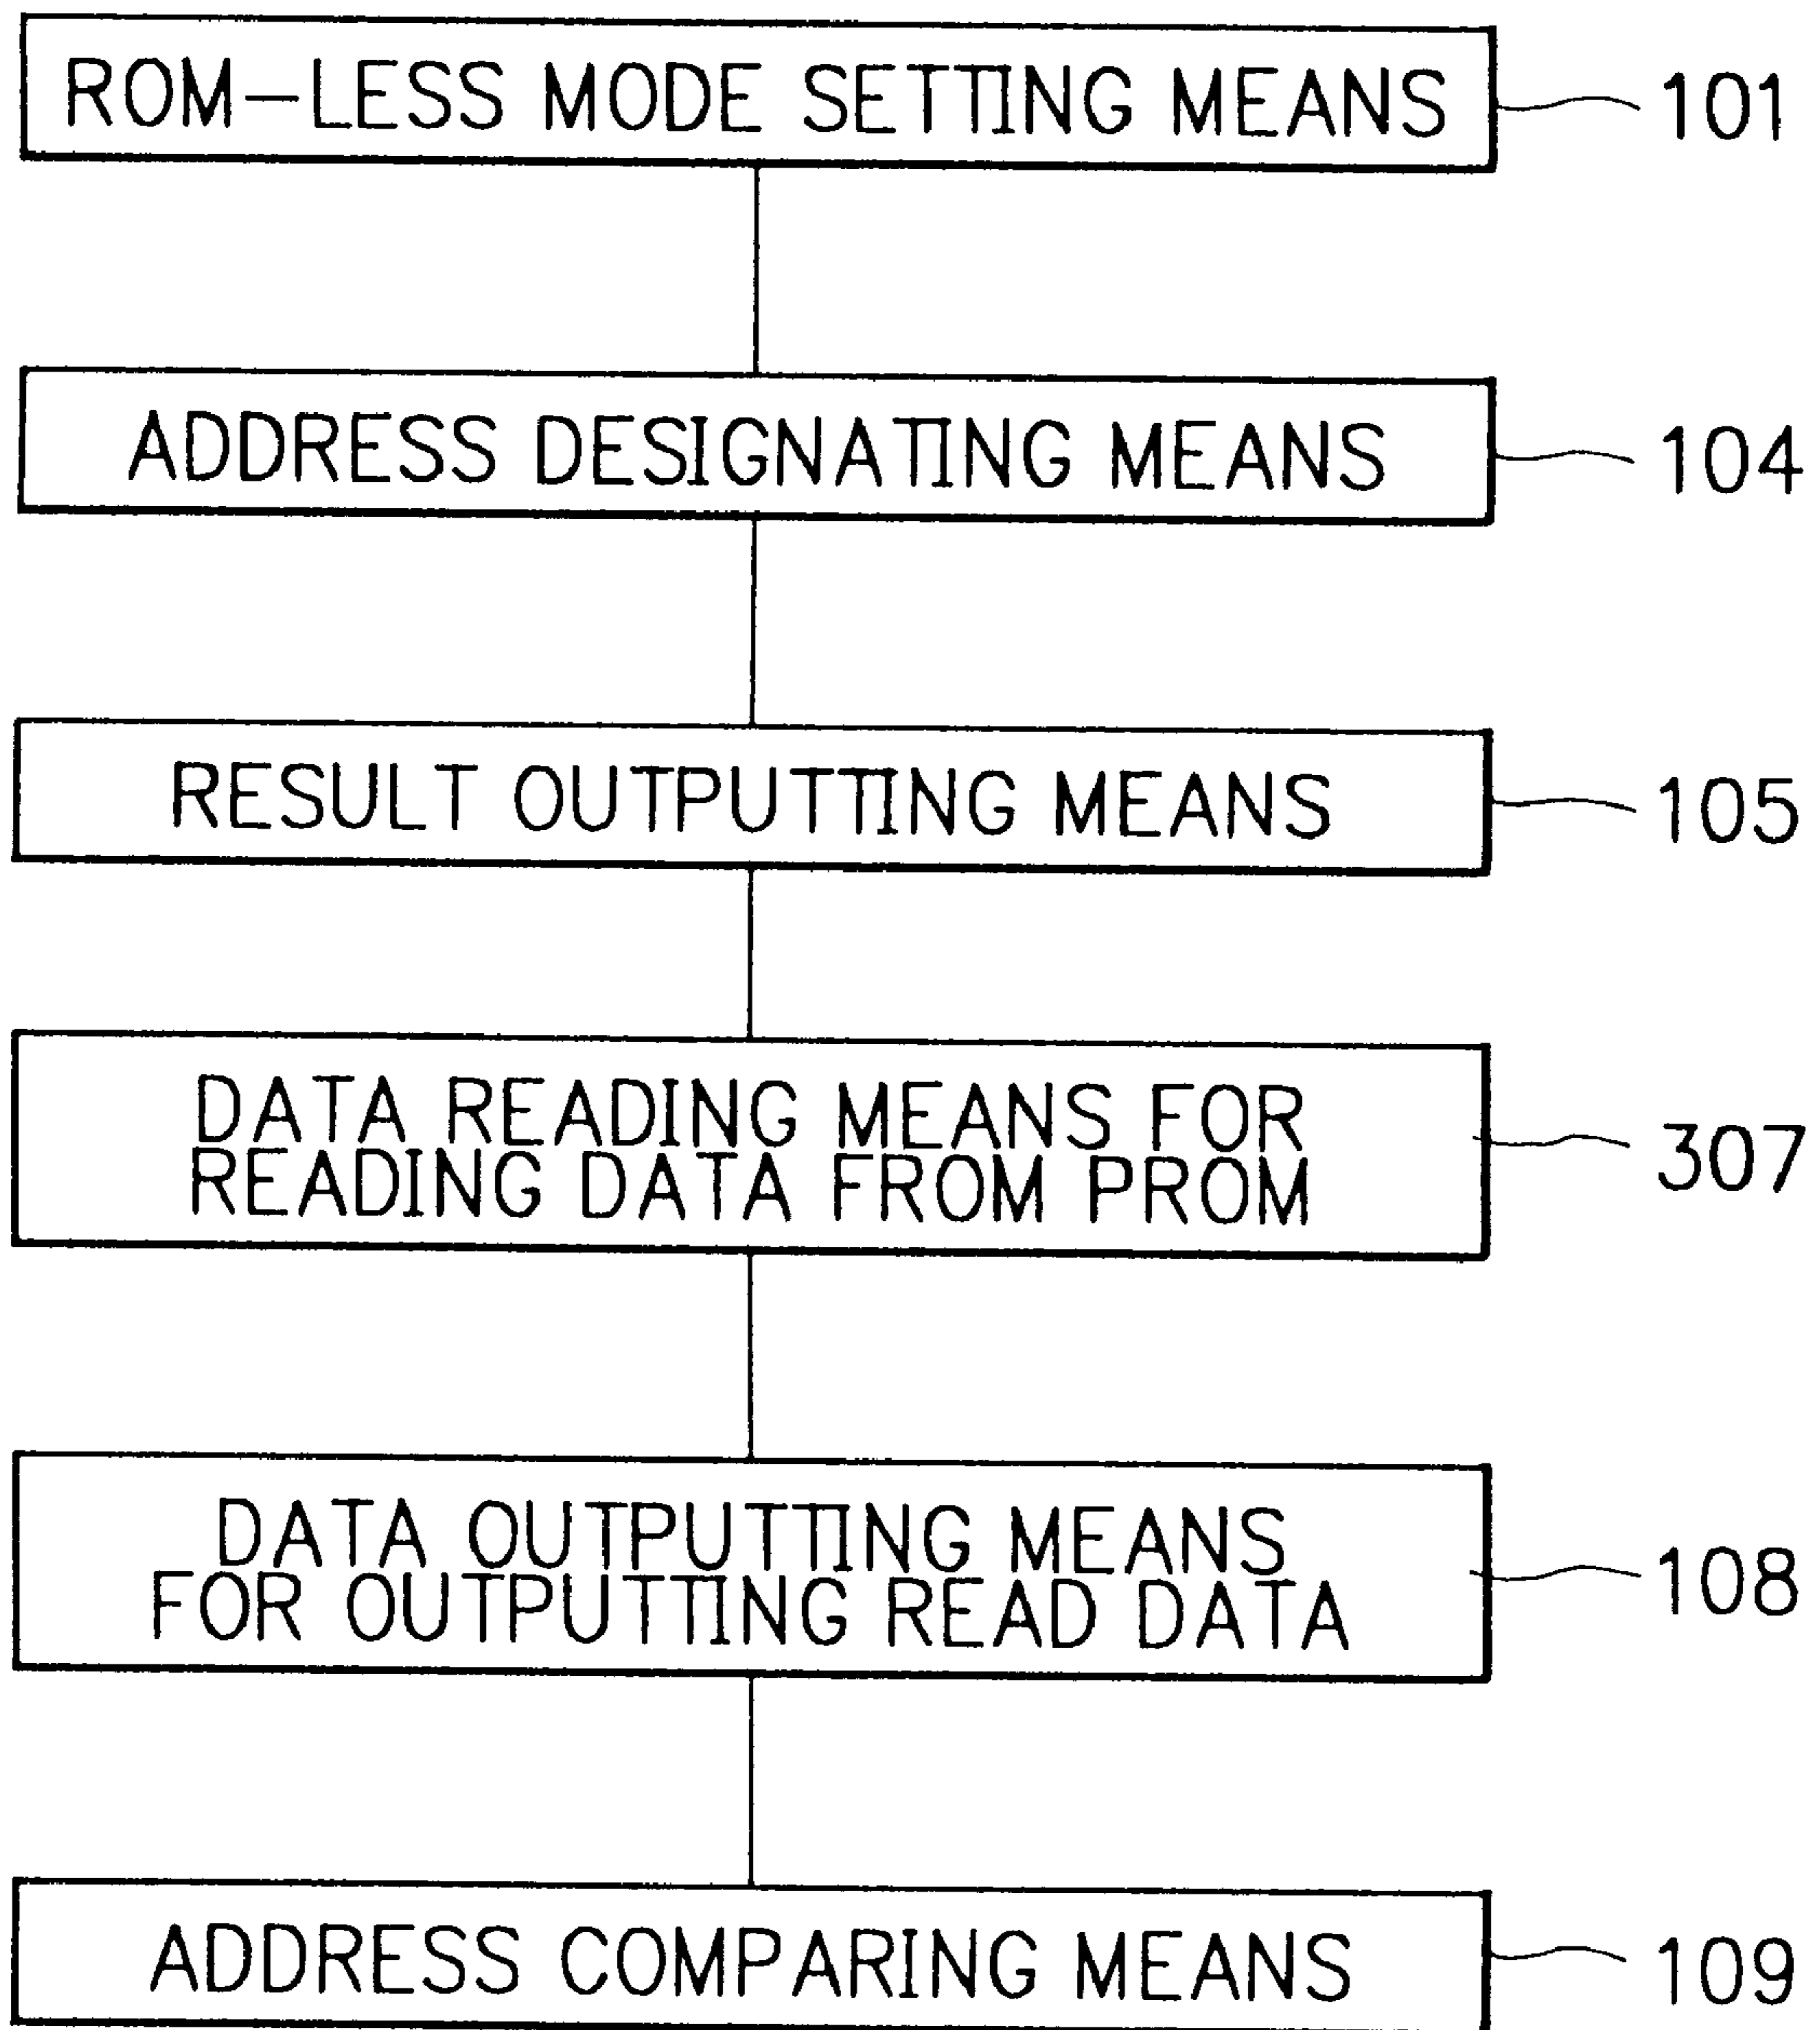 ROM-LESS MODE SETTING MEANS 101
ADDRESS DESIGNATING MEANS 104
RESULT OUTPUTTING MEANS 105
DATA READING MEANS FOR
READING DATA FROM PROM 307
DATA OUTPUTTING MEANS
FOR OUTPUTTING READ DATA 108
ADDRESS COMPARING MEANS 109